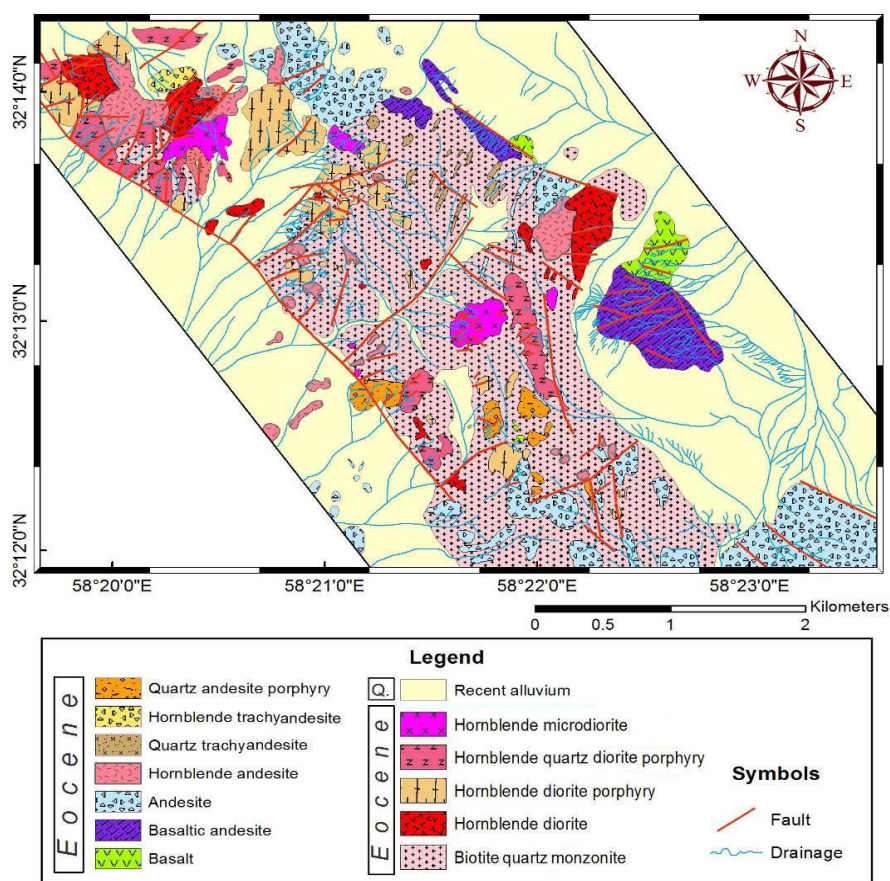 N
W E
S
32°14'0"N
32°13'0"N
32°12'0"N
58°20'0"E 58°21'0"E 58°22'0"E 58°23'0"E
Kilometers
0 0.5 1 2
Legend
Eocene
Quartz andesite porphyry
Hornblende trachyandesite
Quartz trachyandesite
Hornblende andesite
Andesite
Basaltic andesite
Basalt
Q.
Recent alluvium
Eocene
Hornblende microdiorite
Hornblende quartz diorite porphyry
Hornblende diorite porphyry
Hornblende diorite
Biotite quartz monzonite
Symbols
Fault
Drainage